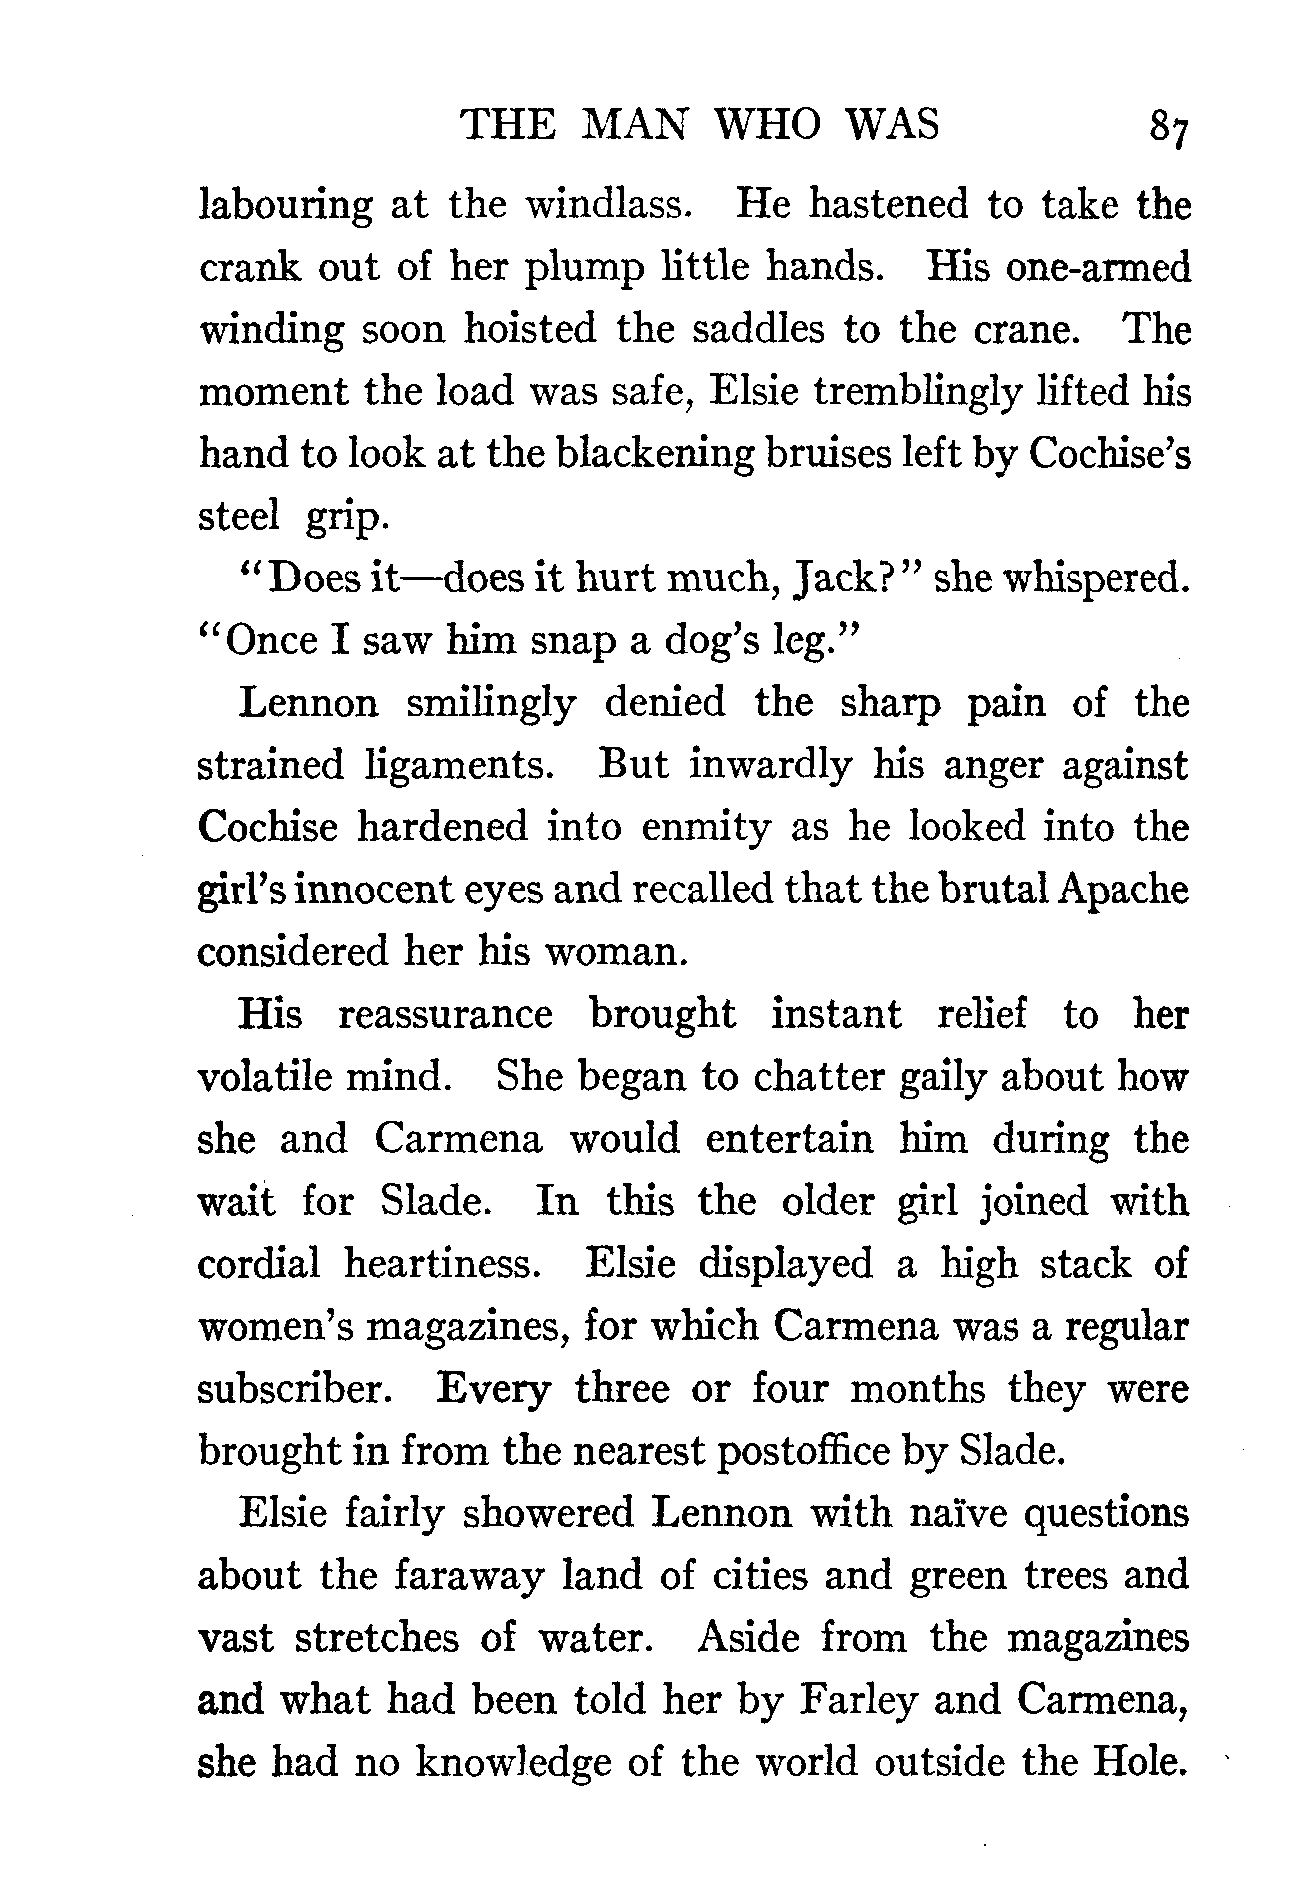 THE MAN WHO WAS 87
labouring at the windlass. He hastened to take the
crank out of her plump little hands. His one-armed
winding soon hoisted the saddles to the crane. The
moment the load was safe, Elsie tremblingly lifted his
hand to look at the blackening bruises left by Cochise's
steel grip.
"Does it—does it hurt much, Jack?" she whispered.
"Once I saw him snap a dog's leg."
Lennon smilingly denied the sharp pain of the
strained ligaments. But inwardly his anger against
Cochise hardened into enmity as he looked into the
girl's innocent eyes and recalled that the brutal Apache
considered her his woman.
His reassurance brought instant relief to her
volatile mind. She began to chatter gaily about how
she and Carmena would entertain him during the
wait for Slade. In this the older girl joined with
cordial heartiness. Elsie displayed a high stack of
women's magazines, for which Carmena was a regular
subscriber. Every three or four months they were
brought in from the nearest postoffice by Slade.
Elsie fairly showered Lennon with naïve questions
about the faraway land of cities and green trees and
vast stretches of water. Aside from the magazines
and what had been told her by Farley and Carmena,
she had no knowledge of the world outside the Hole.